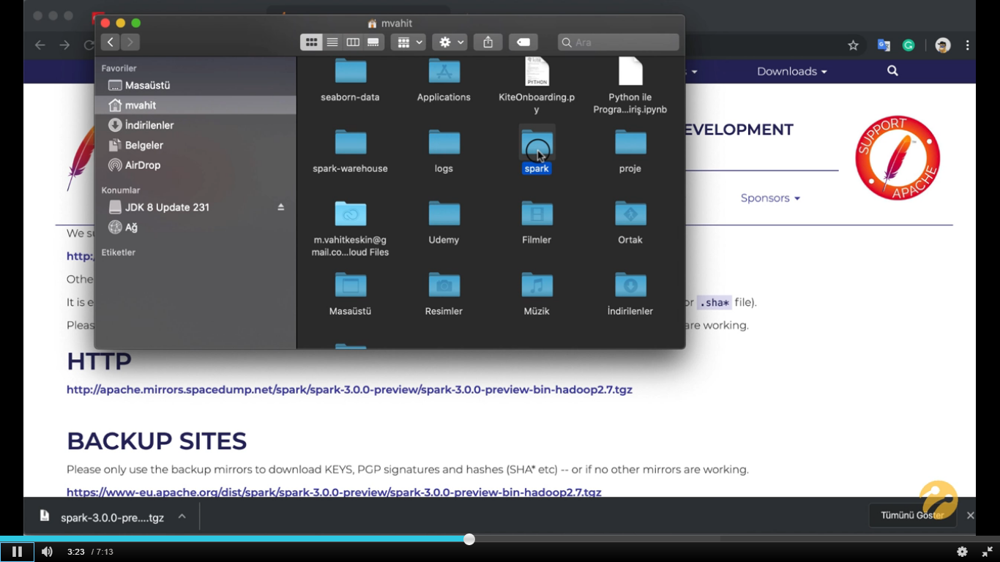 mvahit
Ara
Favoriler
Masaüstü
mvahit
İndirilenler
Belgeler
AirDrop
Konumlar
JDK 8 Update 231
Ağ
Etiketler
seaborn-data
Applications
KiteOnboarding.p
y
PYTHON
Python ile
Progra...iriş.ipynb
spark-warehouse
logs
spark
proje
m.vahitkeskin@g
mail.co...loud Files
Udemy
Filmler
Ortak
Masaüstü
Resimler
Müzik
İndirilenler
Downloads
EVELOPMENT
SUPPORT
APACHE
Sponsors
We su
http:/
Othe
It is e
or .sha* file).
Pleas
are working.
HTTP
http://apache.mirrors.spacedump.net/spark/spark-3.0.0-preview/spark-3.0.0-preview-bin-hadoop2.7.tgz
BACKUP SITES
Please only use the backup mirrors to download KEYS, PGP signatures and hashes (SHA* etc) -- or if no other mirrors are working.
https://www-eu.apache.org/dist/spark/spark-3.0.0-preview/spark-3.0.0-preview-bin-hadoop2.7.tgz
spark-3.0.0-pre....tgz
Tümünü Göster
3:23 / 7:13